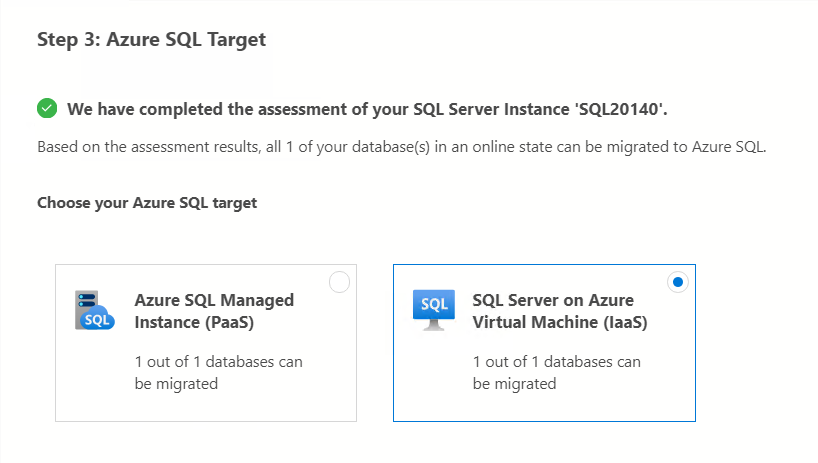 Step 3: Azure SQL Target
We have completed the assessment of your SQL Server Instance 'SQL20140'.
Based on the assessment results, all 1 of your database(s) in an online state can be migrated to Azure SQL.
Choose your Azure SQL target
SQL
Azure SQL Managed
Instance (PaaS)
1 out of 1 databases can
be migrated
SQL
SQL Server on Azure
Virtual Machine (IaaS)
1 out of 1 databases can
be migrated